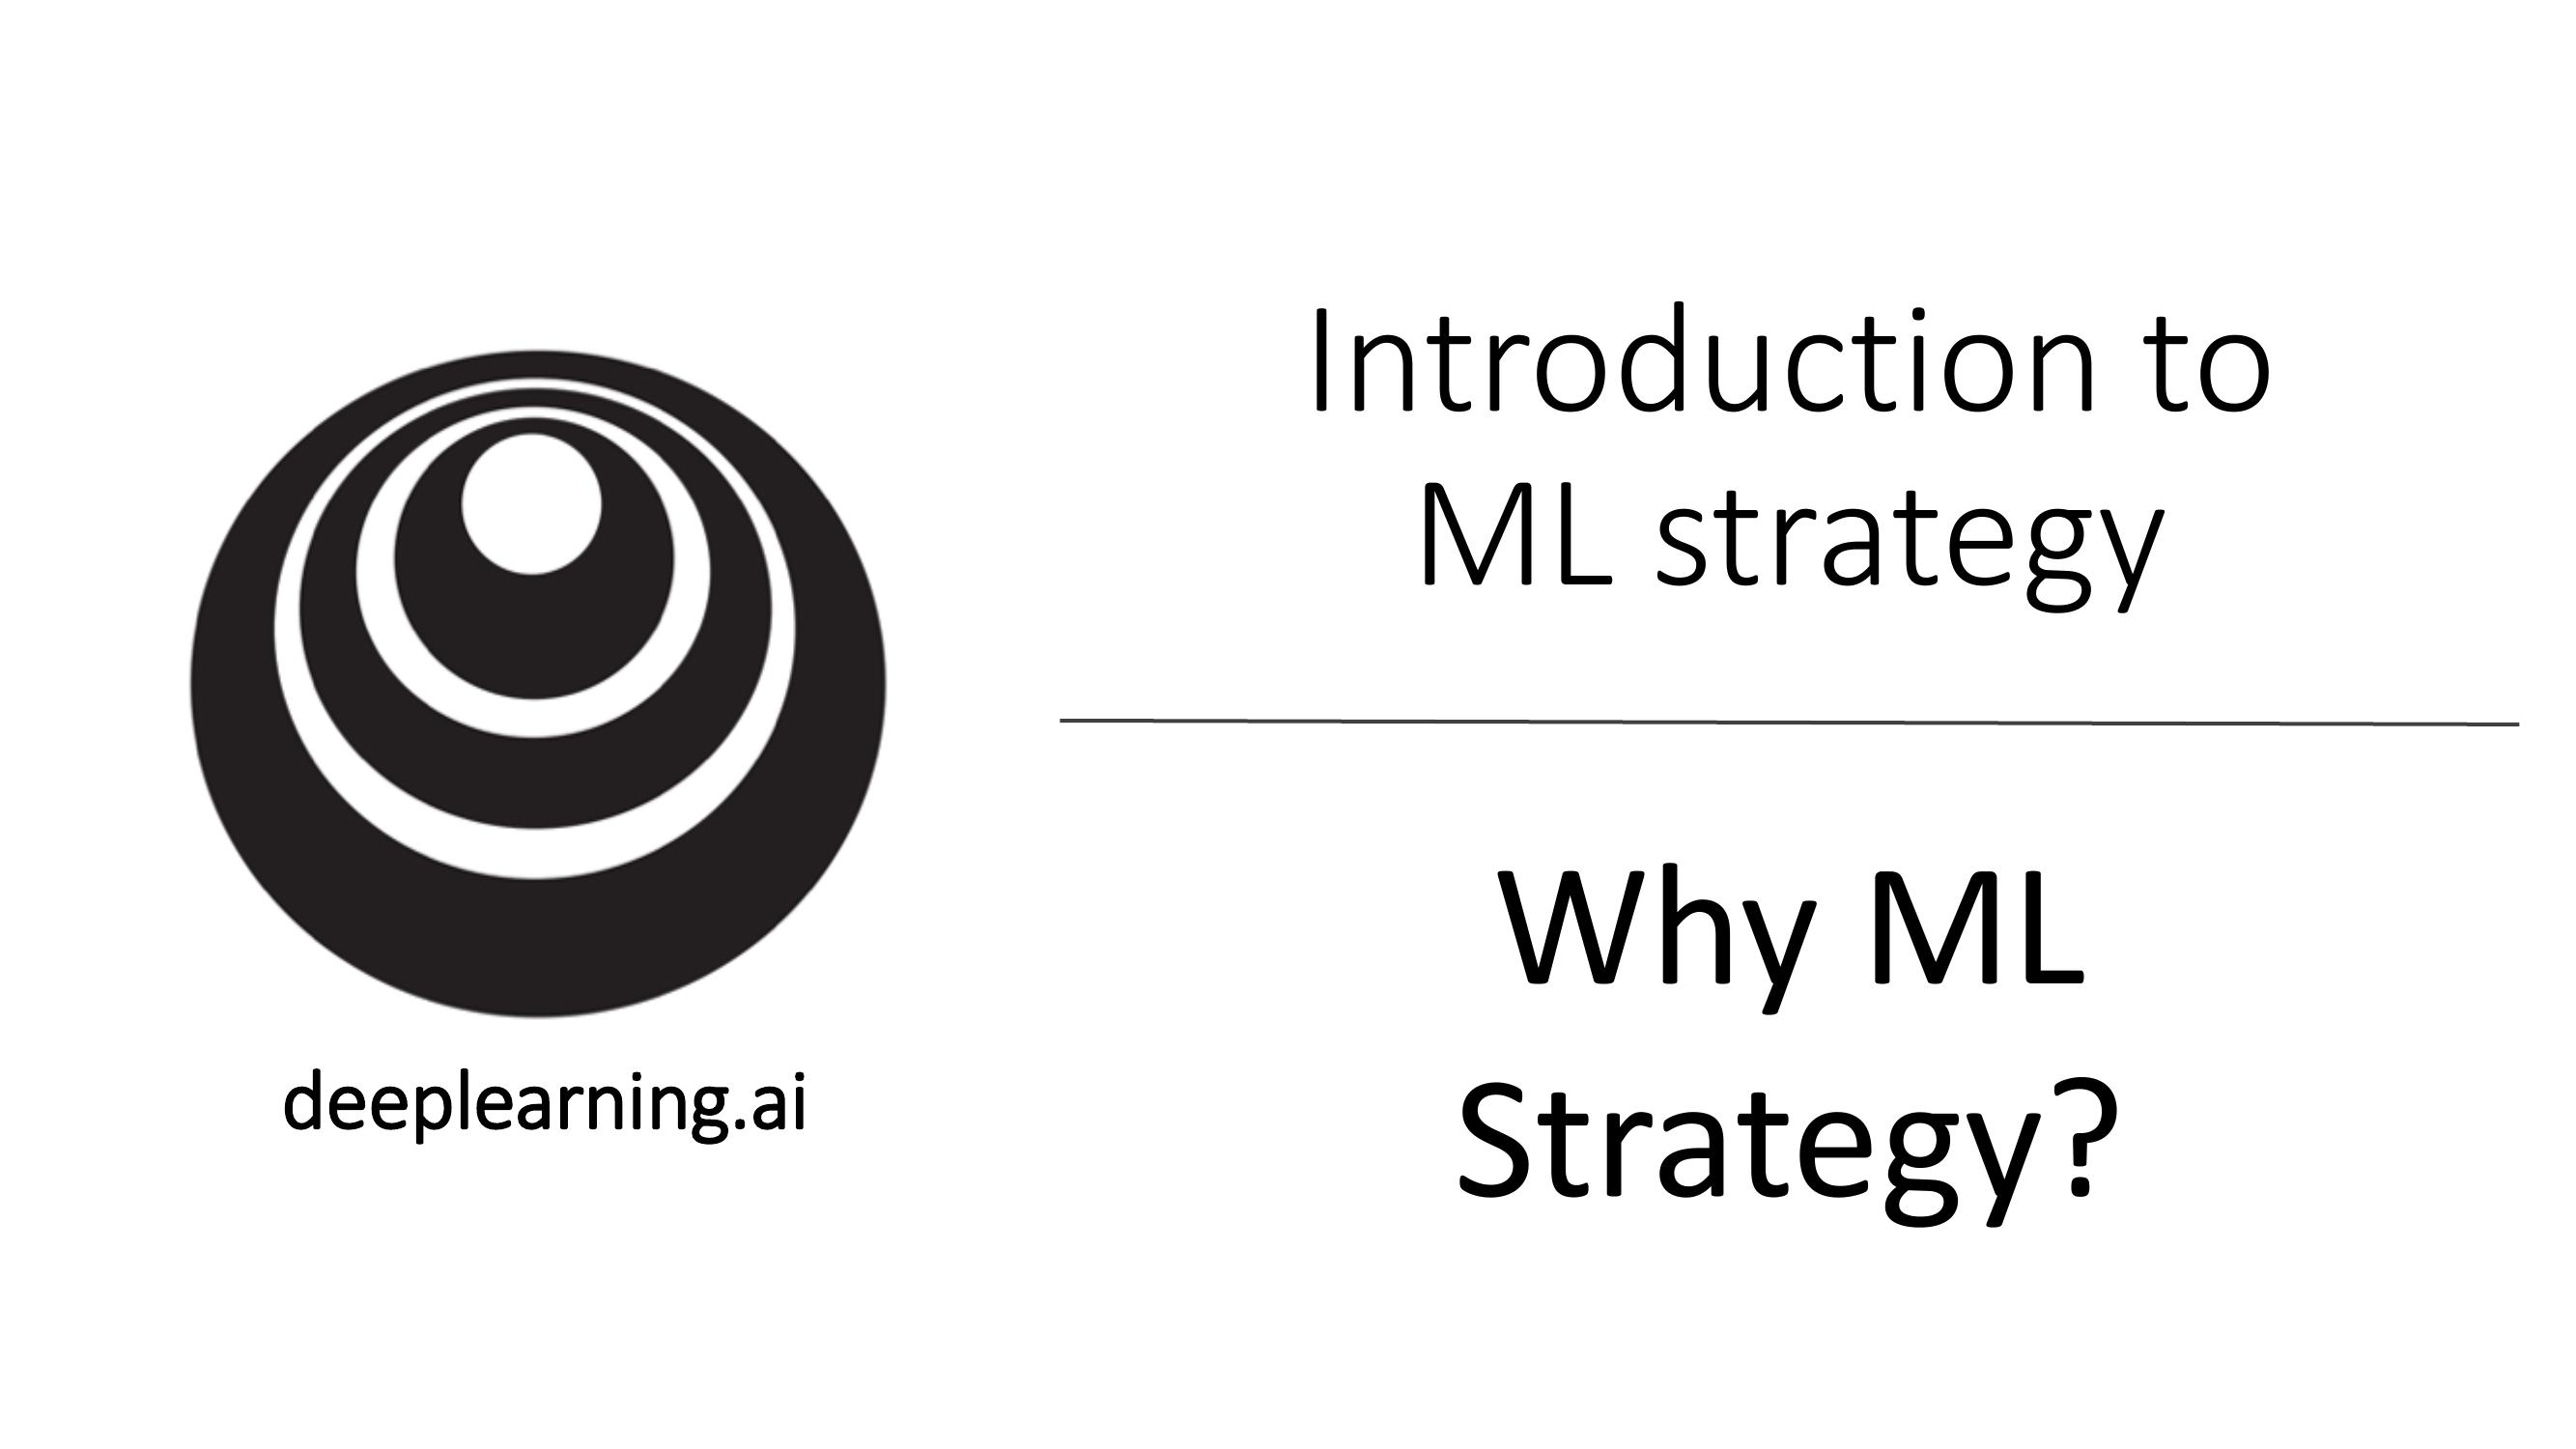 Introduction to
ML strategy
Why ML
Strategy?
deeplearning.ai